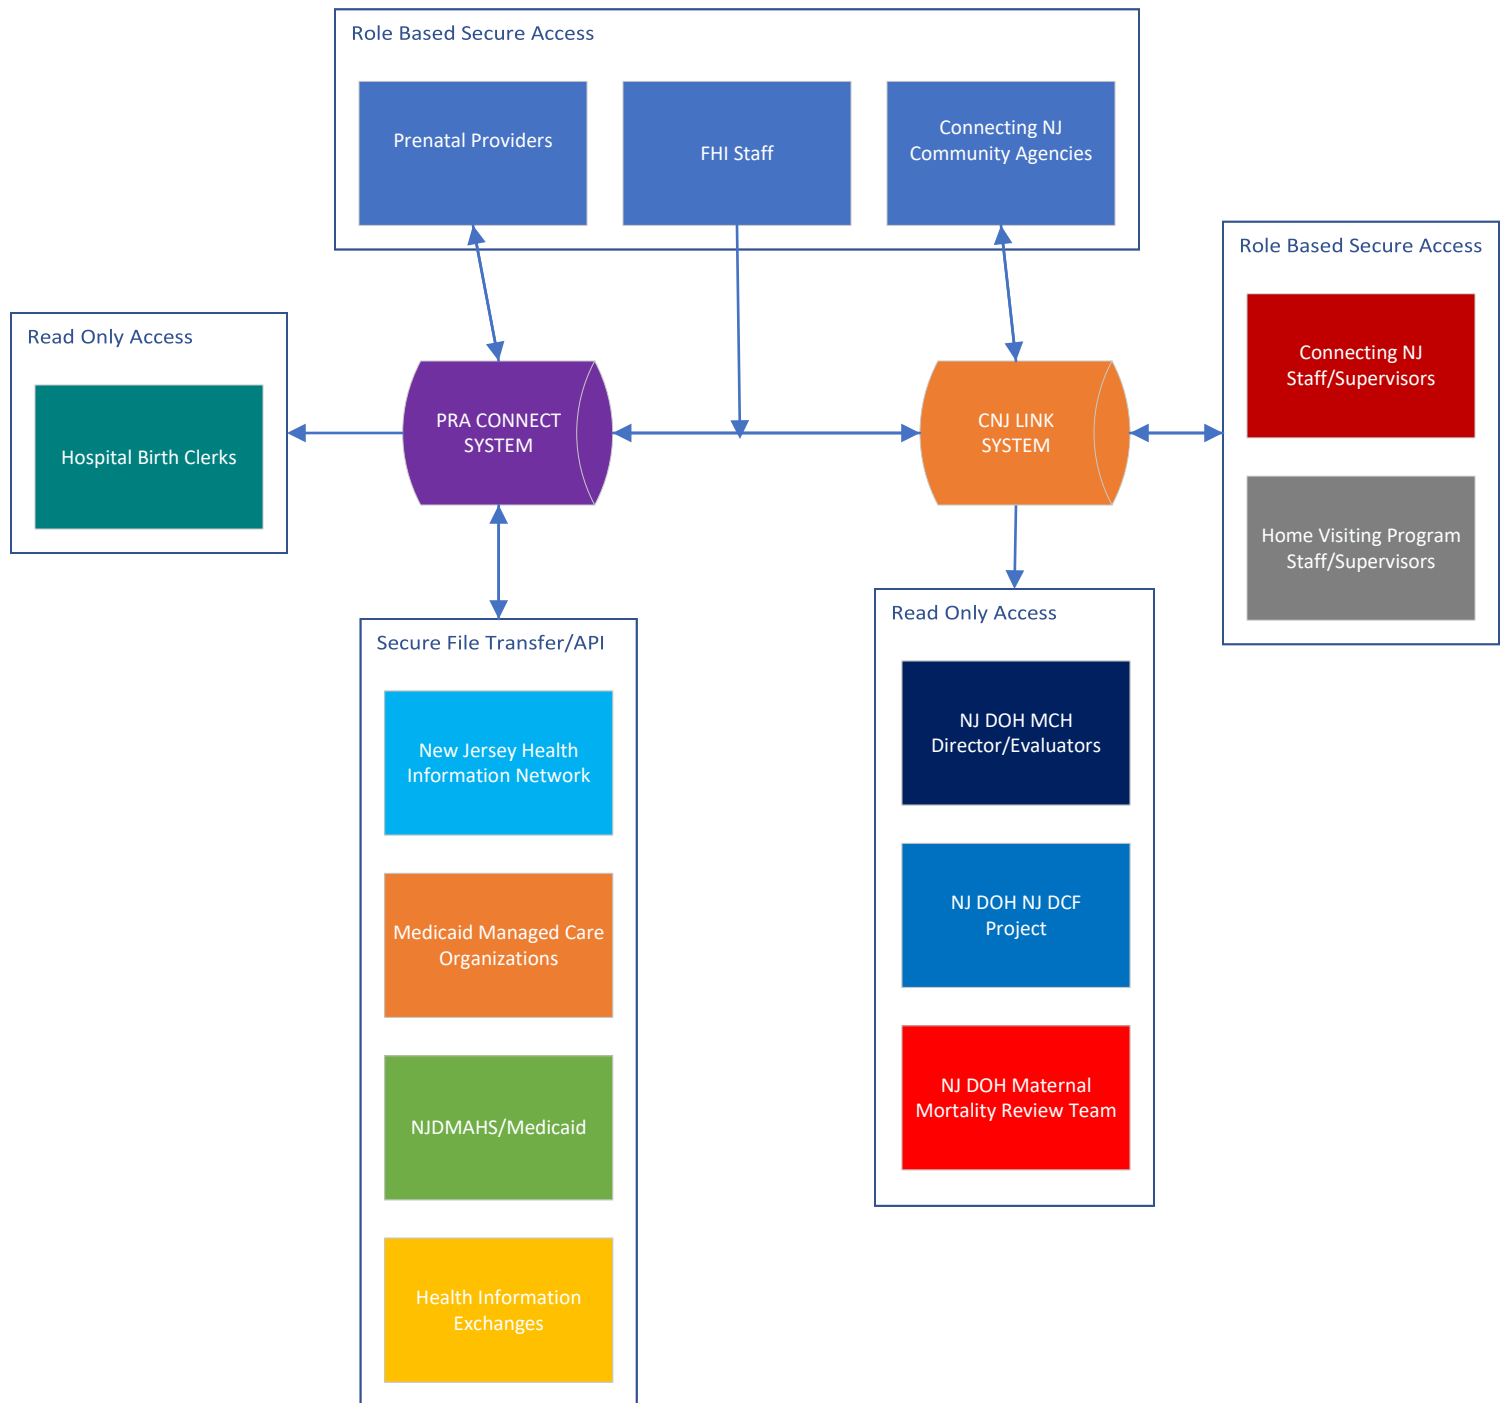 Role Based Secure Access
Prenatal Providers
FHI Staff
Connecting NJ
Community Agencies
Role Based Secure Access
Connecting NJ
Staff/Supervisors
Home Visiting Program
Staff/Supervisors
Read Only Access
Hospital Birth Clerks
PRA CONNECT
SYSTEM
CNJ LINK
SYSTEM
Secure File Transfer/API
New Jersey Health
Information Network
Medicaid Managed Care
Organizations
NJDMAHS/Medicaid
Health Information
Exchanges
Read Only Access
NJ DOH MCH
Director/Evaluators
NJ DOH NJ DCF
Project
NJ DOH Maternal
Mortality Review Team